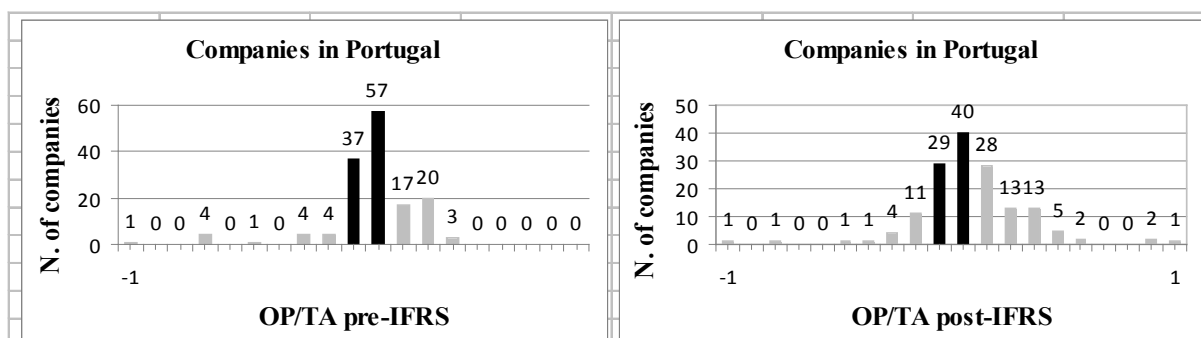 Companies in Portugal
N. of companies
60
40
20
0
1 0 0 4 0 1 0 4 4 37 57 17 20 3 0 0 0 0 0
-1
OP/TA pre-IFRS
Companies in Portugal
N. of companies
50
40
30
20
10
0
1 0 1 0 0 1 1 4 11 29 40 28 13 13 5 2 0 0 2 1
-1 1
OP/TA post-IFRS